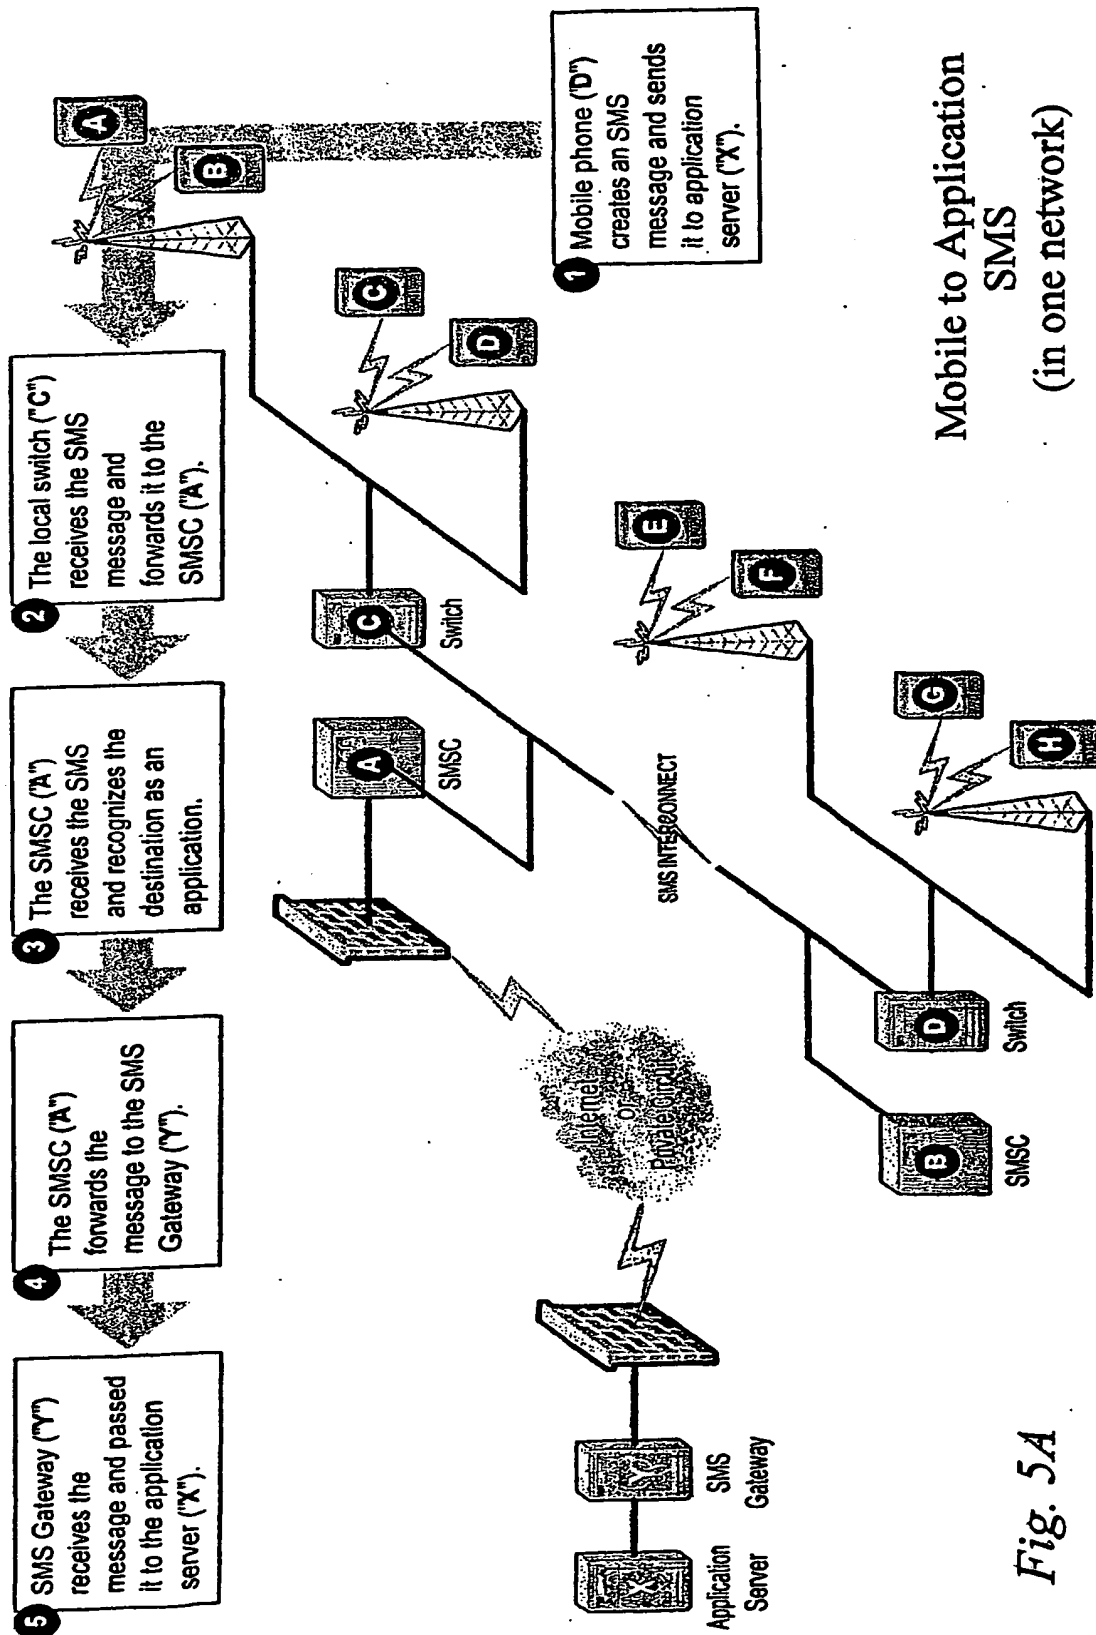 1
Mobile phone ("D")
creates an SMS
message and sends
it to application
server ("X").
2
The local switch ("C")
receives the SMS
message and
forwards it to the
SMSC ("A").
3
The SMSC ("A")
receives the SMS
and recognizes the
destination as an
application.
4
The SMSC ("A")
forwards the
message to the SMS
Gateway ("Y").
5
SMS Gateway ("Y")
receives the
message and passed
it to the application
server ("X").
A
B
C
D
C
Switch
A
SMSC
Internet
or
Private Circuit
SMS INTERCONNECT
E
F
G
H
D
Switch
B
SMSC
X
Application
Server
Y
SMS
Gateway
Mobile to Application
SMS
(in one network)
Fig. 5A